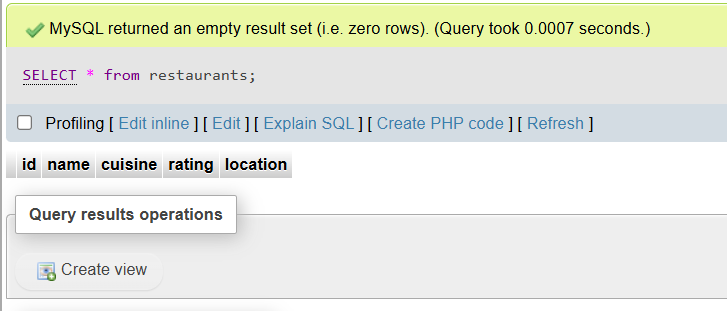 MySQL returned an empty result set (i.e. zero rows). (Query took 0.0007 seconds.)
SELECT * from restaurants;
Profiling [ Edit inline ] [ Edit ] [ Explain SQL ] [ Create PHP code ] [ Refresh ]
id name cuisine rating location
Query results operations
Create view